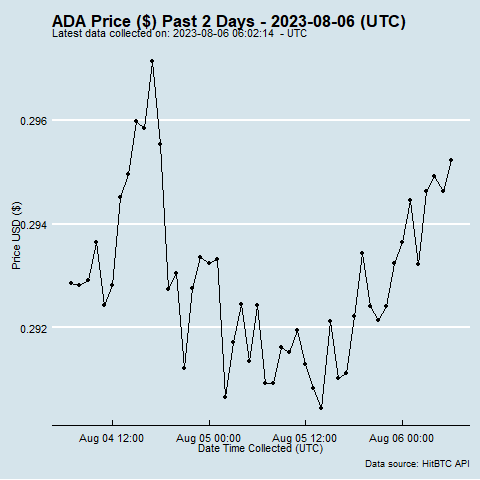 ADA Price ($) Past 2 Days - 2023-08-06 (UTC)
Latest data collected on: 2023-08-06 06:02:14  - UTC
0.296
0.294
0.292
Price USD ($)
Aug 04 12:00
Aug 05 00:00
Aug 05 12:00
Aug 06 00:00
Date Time Collected (UTC)
Data source: HitBTC API